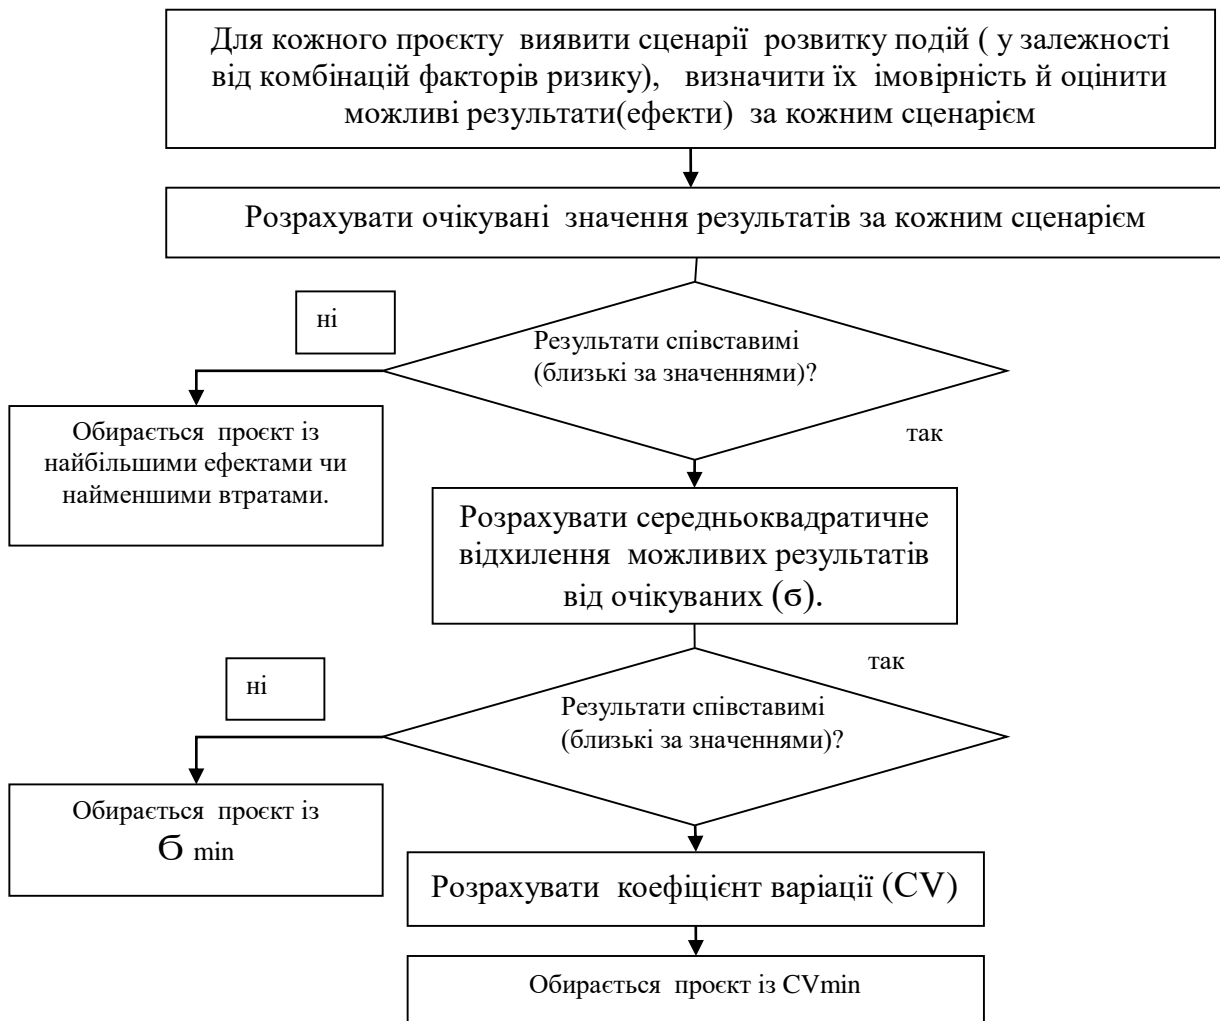 Для кожного проєкту виявити сценарії розвитку подій ( у залежності
від комбінацій факторів ризику), визначити їх імовірність й оцінити
можливі результати(ефекти) за кожним сценарієм
Розрахувати очікувані значення результатів за кожним сценарієм
ні
Результати співставимі
(близькі за значеннями)?
Обирається проєкт із
найбільшими ефектами чи
найменшими втратами.
так
Розрахувати середньоквадратичне
відхилення можливих результатів
від очікуваних (б).
так
ні
Результати співставимі
(близькі за значеннями)?
Обирається проєкт із
б min
Розрахувати коефіцієнт варіації (CV)
Обирається проєкт із CVmin